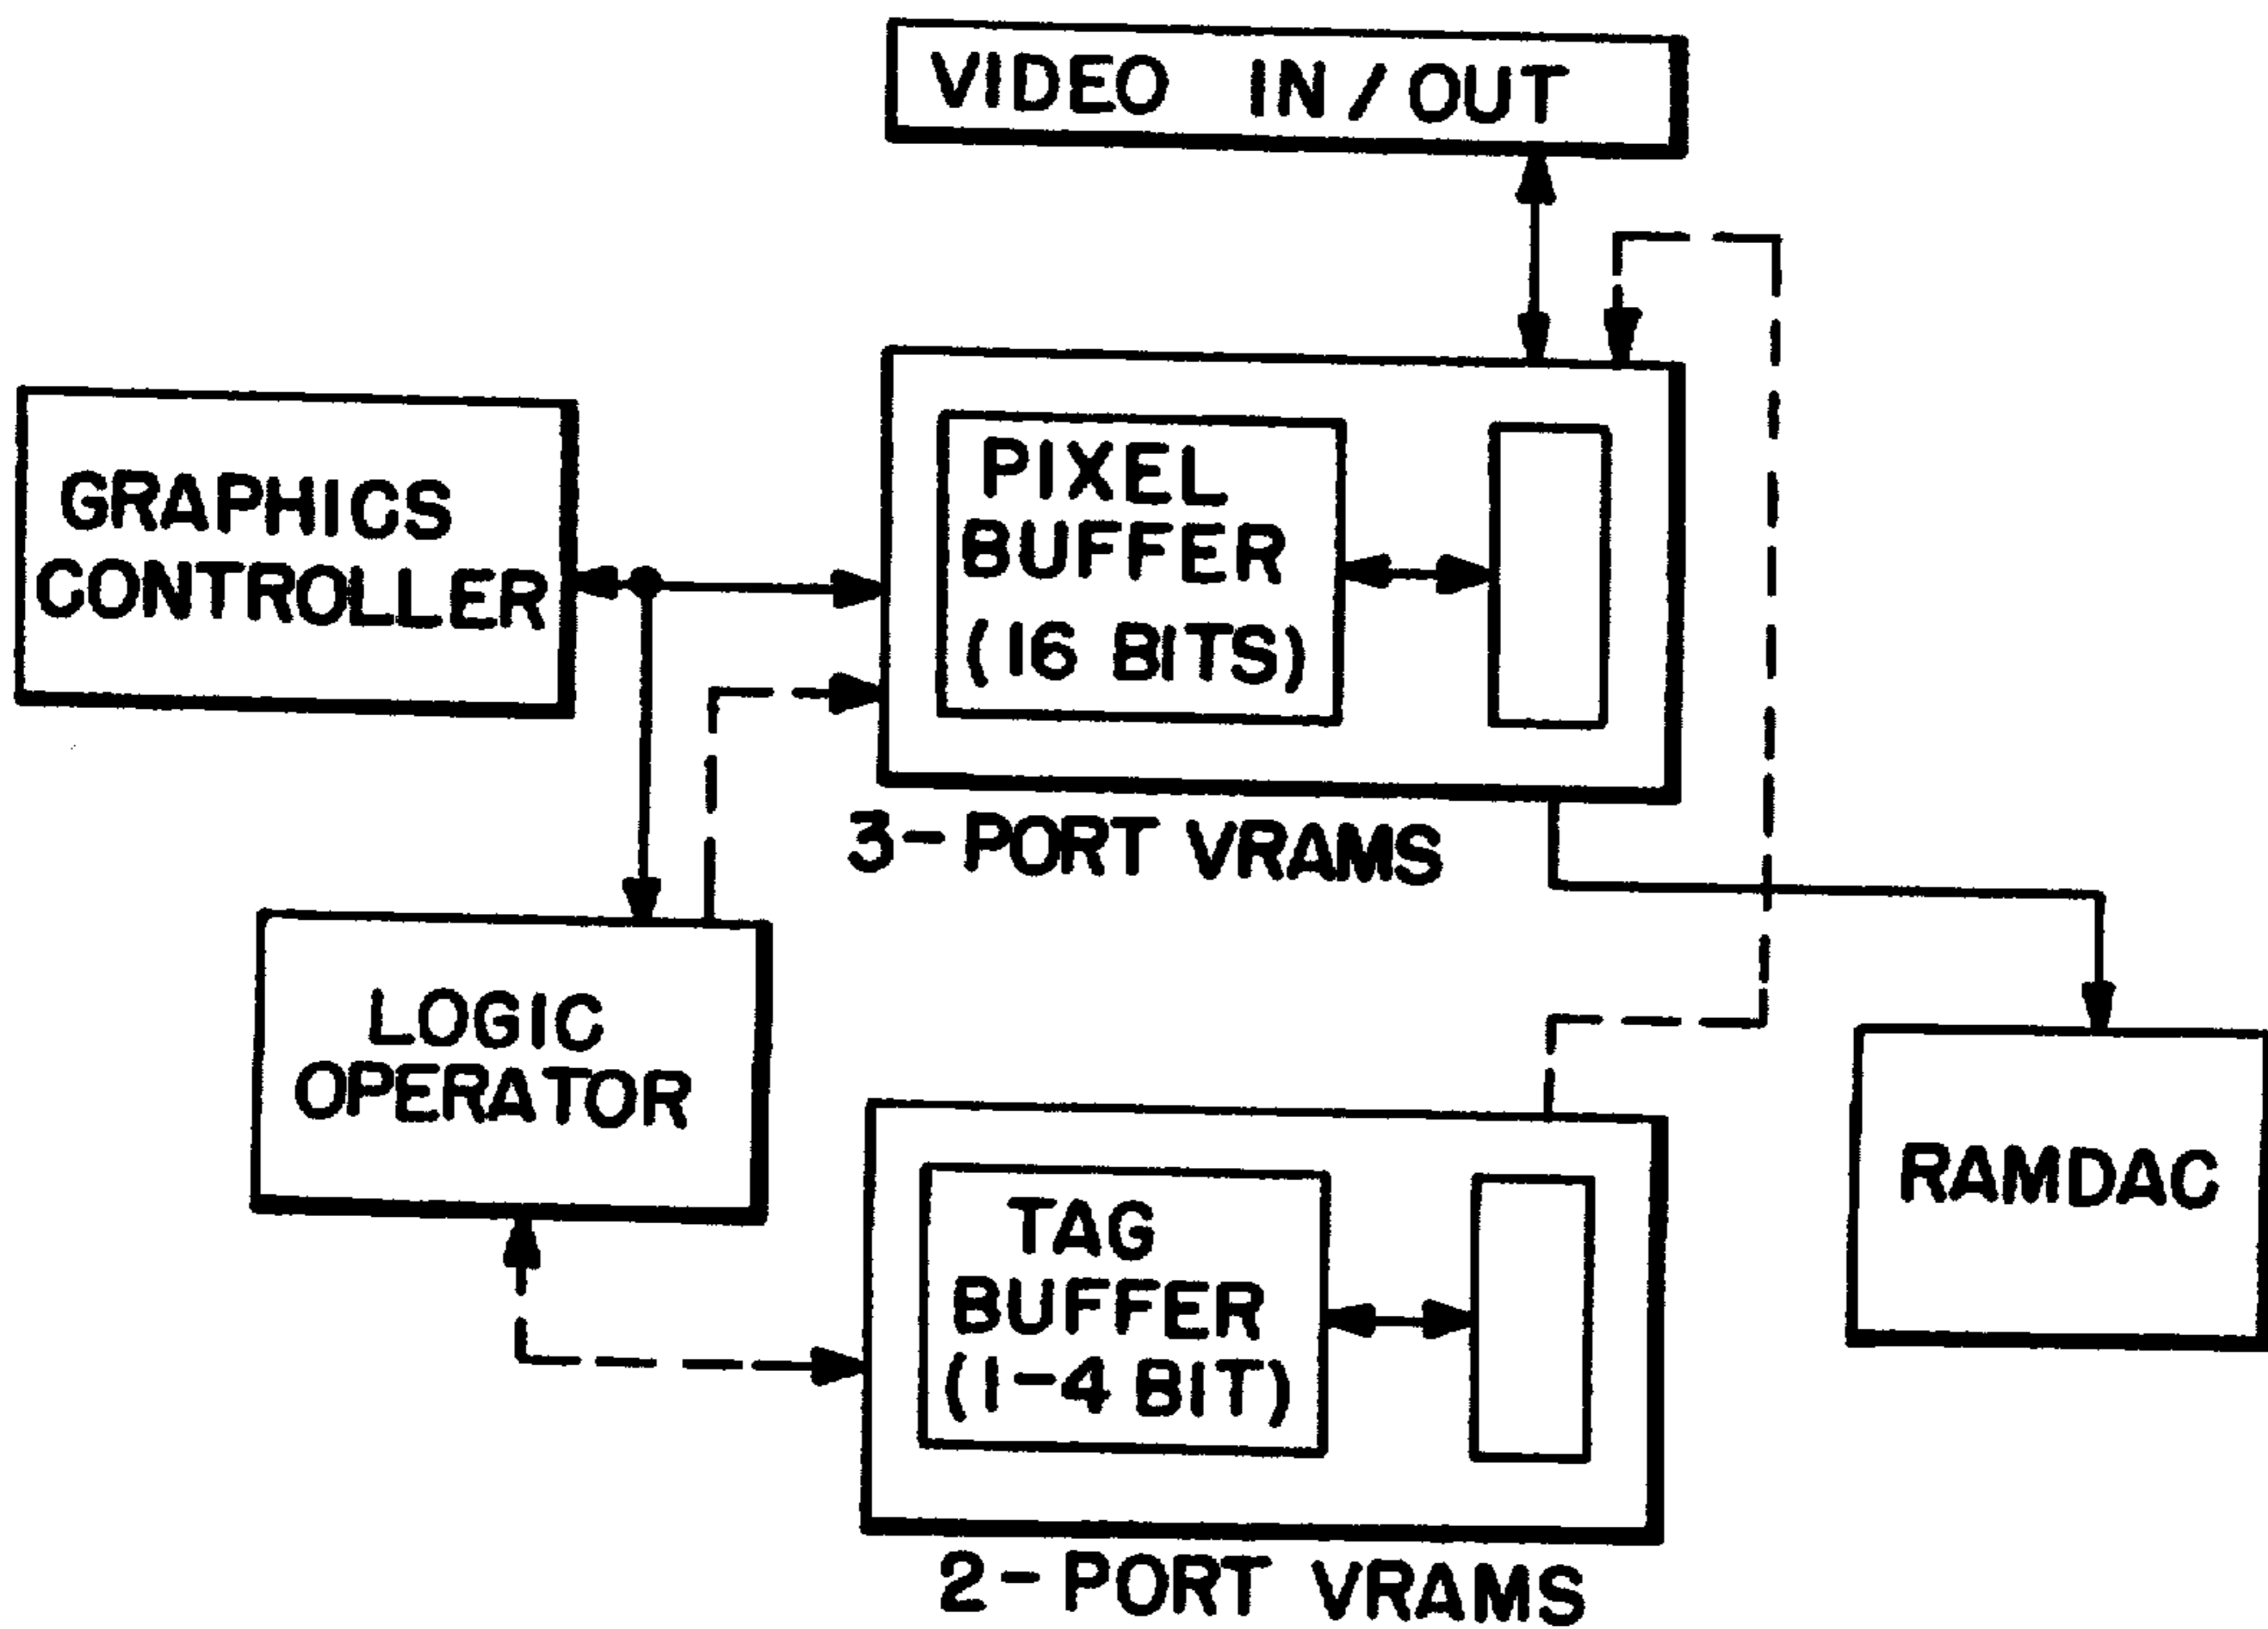 VIDEO IN/OUT
GRAPHICS
CONTROLLER
PIXEL
BUFFER
(16 BITS)
3-PORT VRAMS
LOGIC
OPERATOR
TAG
BUFFER
(1-4 BIT)
RAMDAC
2-PORT VRAMS